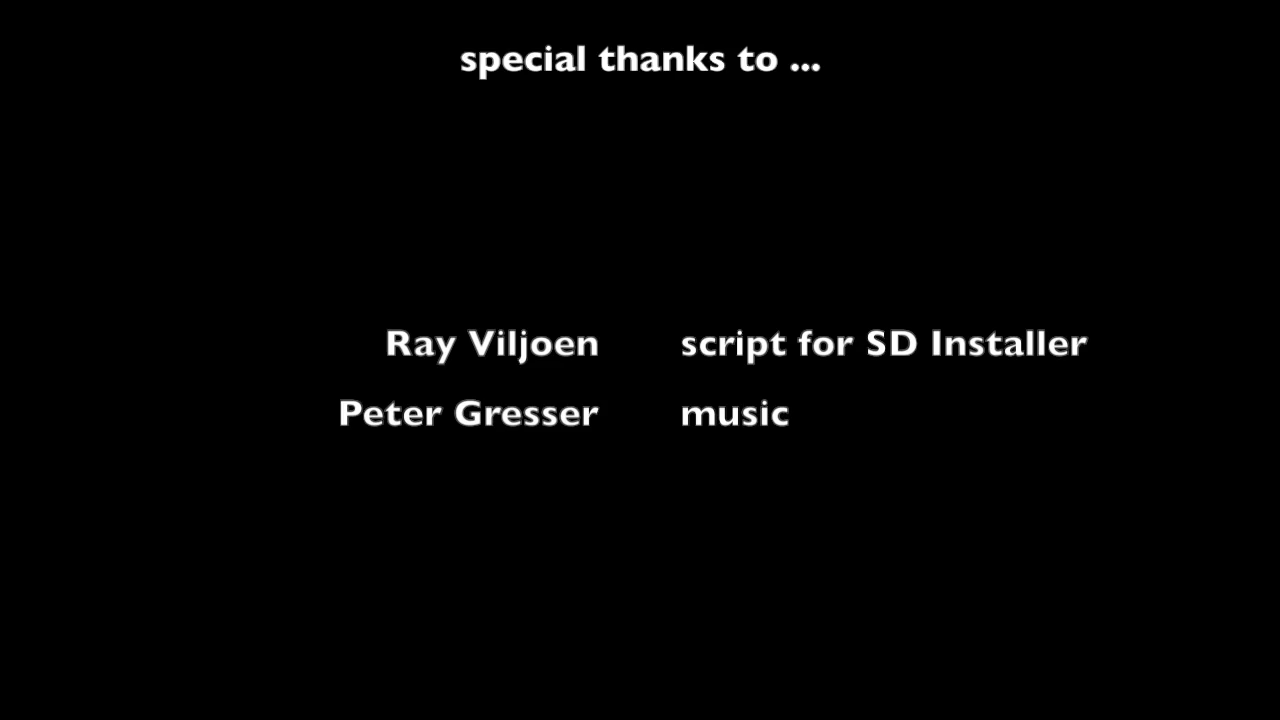 special thanks to ...
Ray Viljoen script for SD Installer
Peter Gresser music